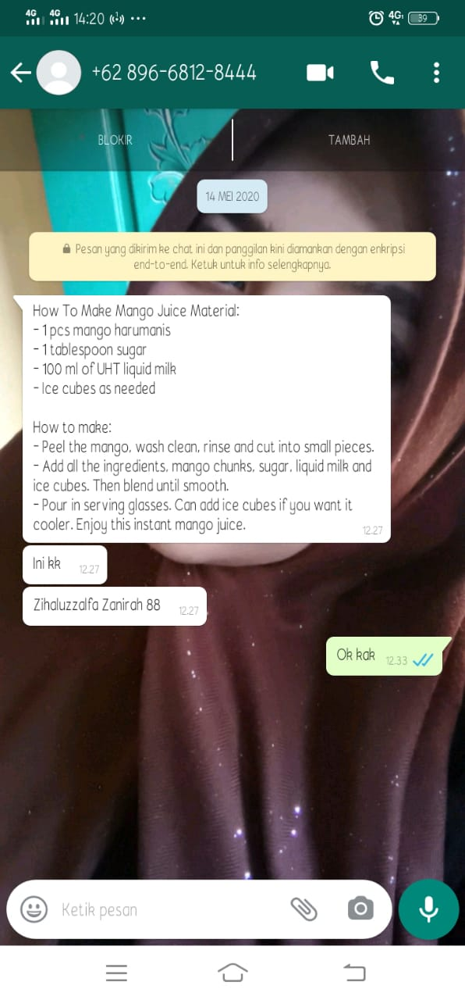 4G 4G 14:20 4G 39
+62 896-6812-8444
BLOKIR TAMBAH
14 MEI 2020
Pesan yang dikirim ke chat ini dan panggilan kini diamankan dengan enkripsi
end-to-end. Ketuk untuk info selengkapnya.
How To Make Mango Juice Material:
- 1 pcs mango harumanis
- 1 tablespoon sugar
- 100 ml of UHT liquid milk
- Ice cubes as needed
How to make:
- Peel the mango, wash clean, rinse and cut into small pieces.
- Add all the ingredients, mango chunks, sugar, liquid milk and
ice cubes. Then blend until smooth.
- Pour in serving glasses. Can add ice cubes if you want it
cooler. Enjoy this instant mango juice.
12.27
Ini kk 12.27
Zihaluzzalfa Zanirah 88 12.27
Ok kak 12.33
Ketik pesan